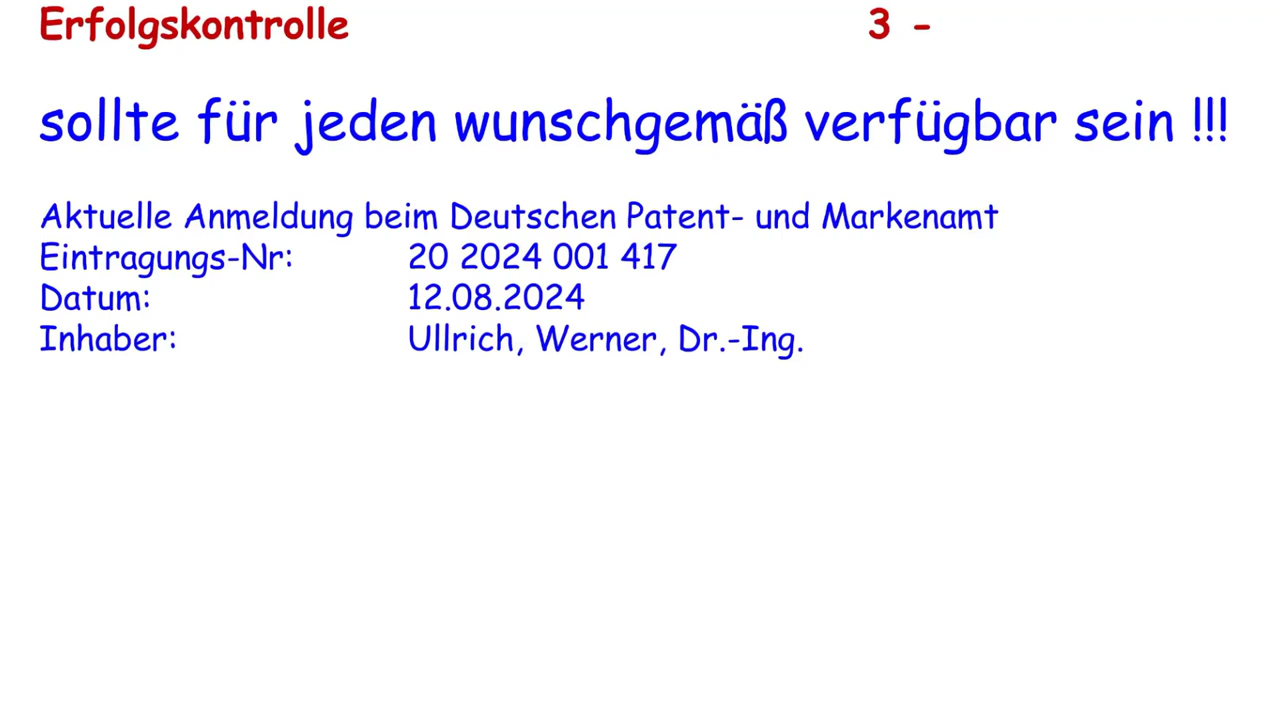 Erfolgskontrolle 3 -
sollte für jeden wunschgemäß verfügbar sein !!!
Aktuelle Anmeldung beim Deutschen Patent- und Markenamt
Eintragungs-Nr: 20 2024 001 417
Datum: 12.08.2024
Inhaber: Ullrich, Werner, Dr.-Ing.